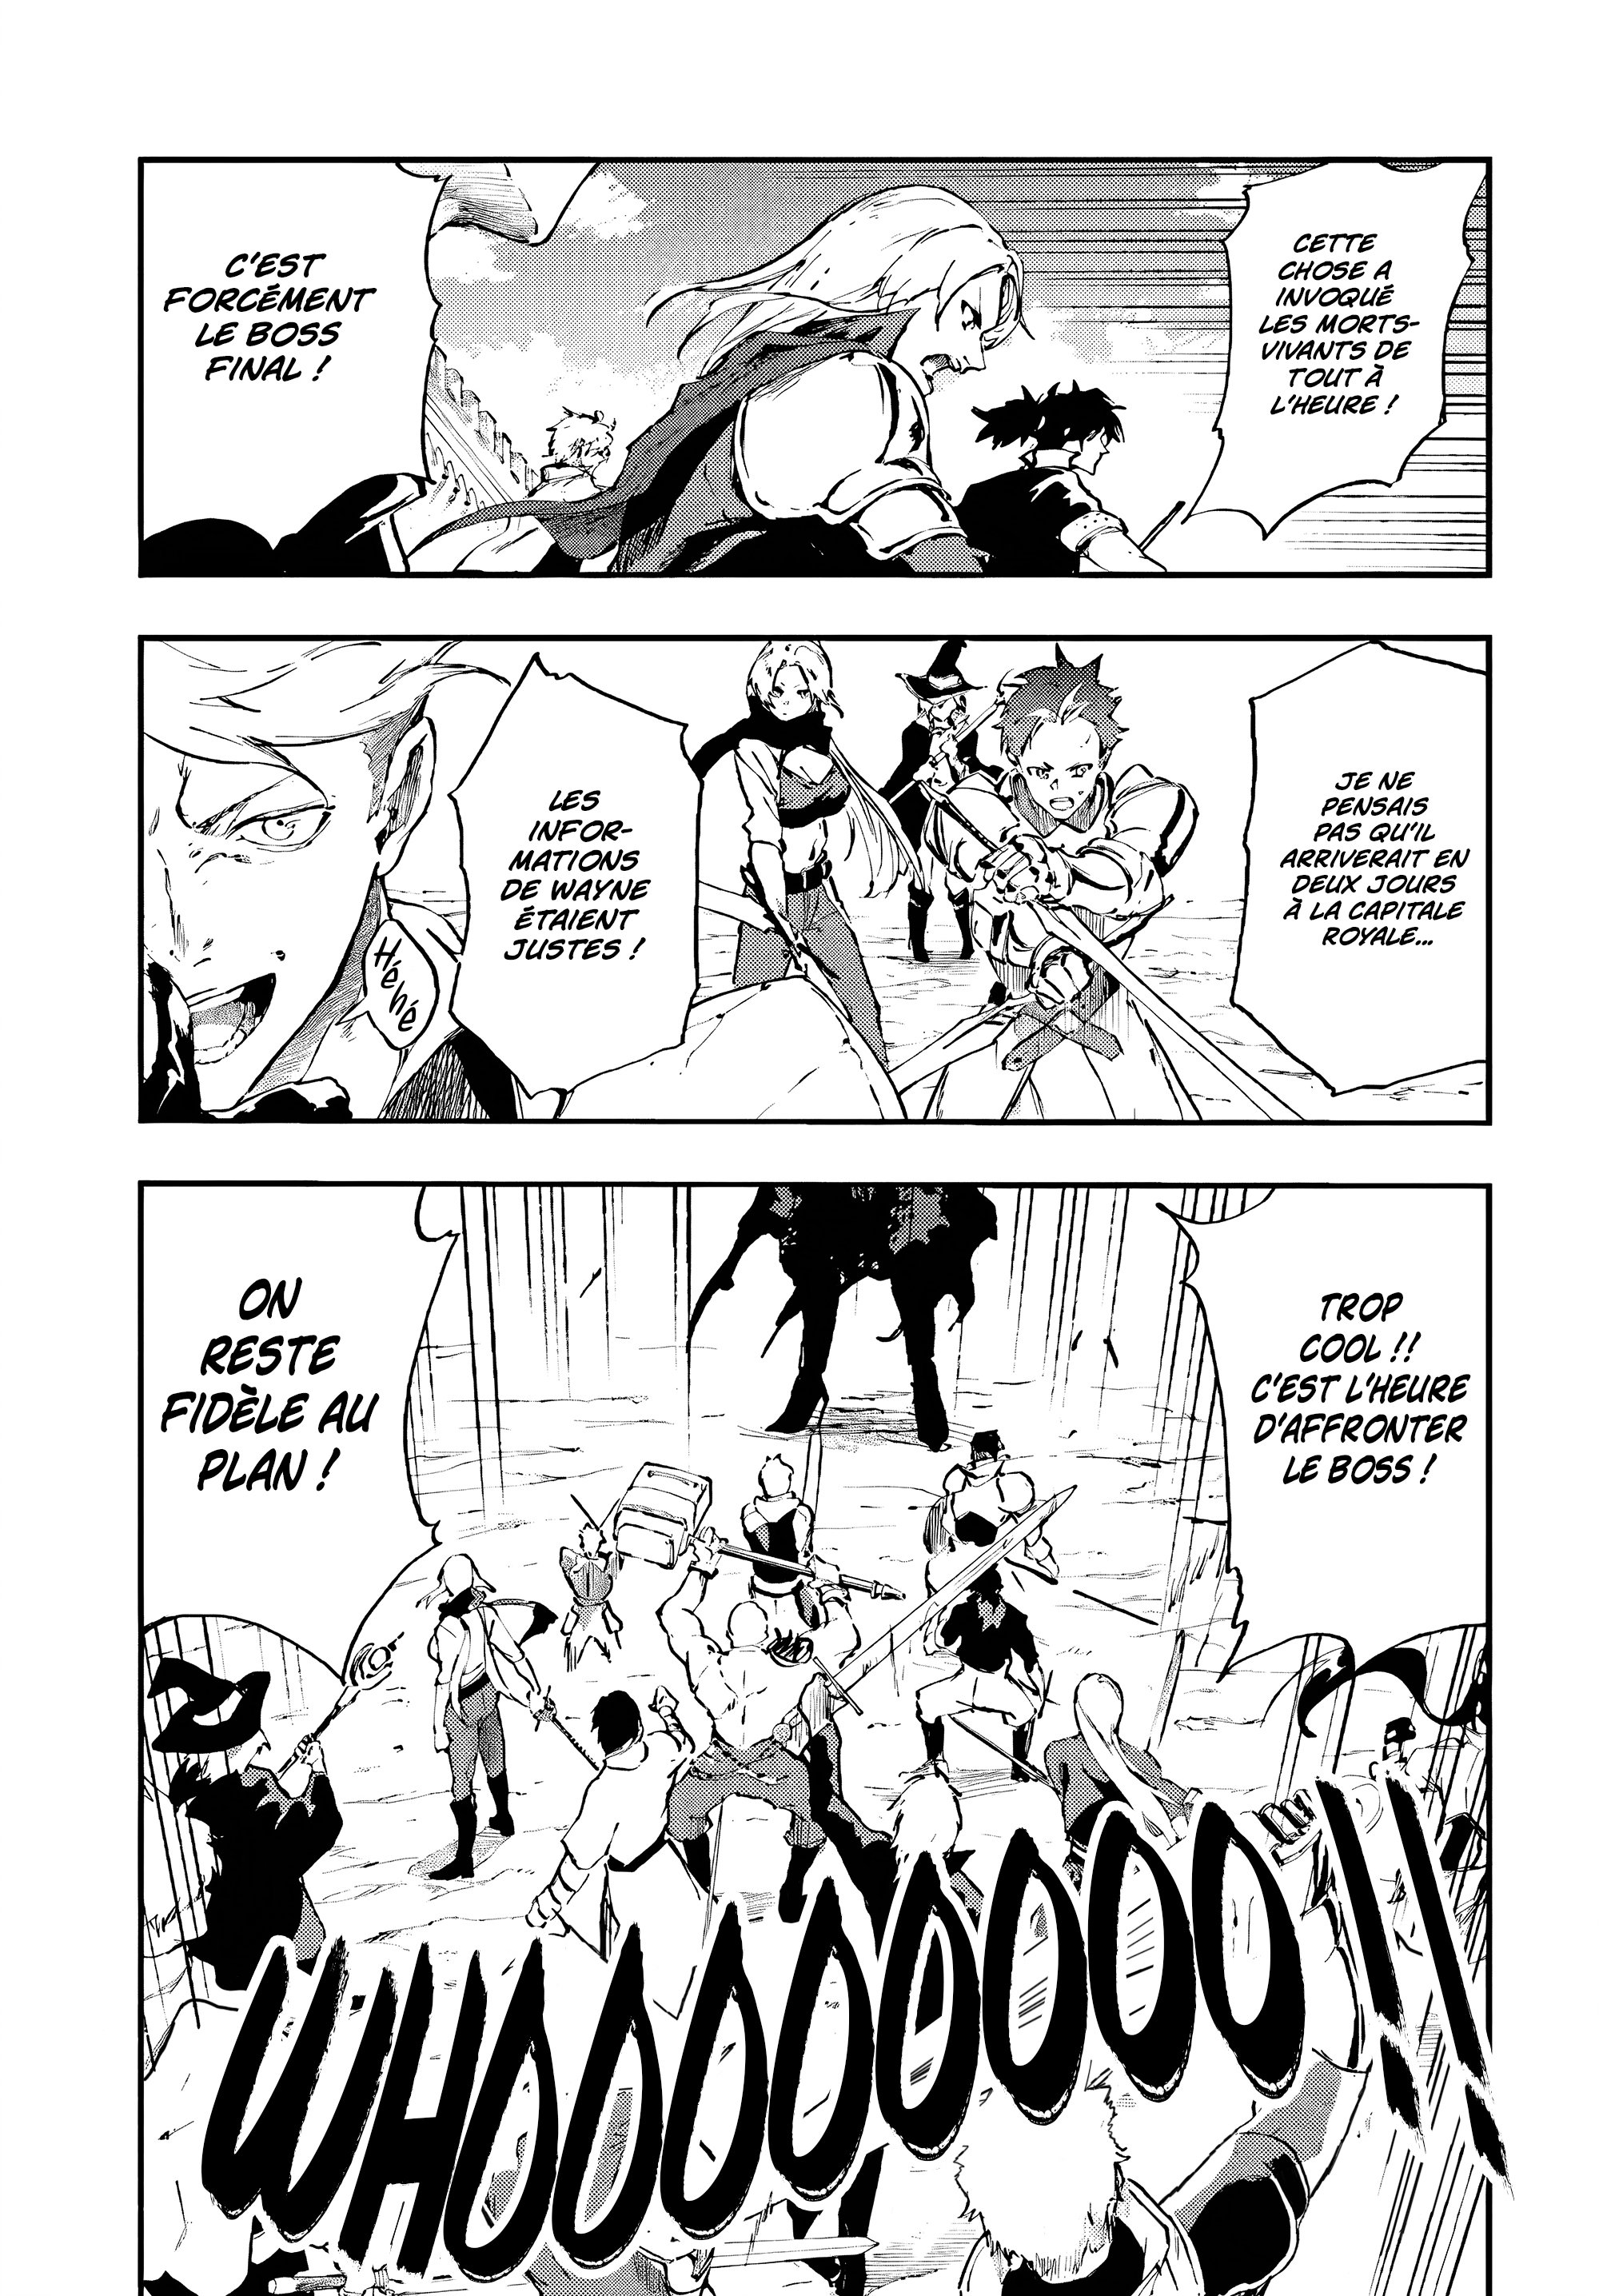 CETTE
CHOSE A
INVOQUÉ
LES MORTS-
VIVANTS DE
TOUT À
L'HEURE !
C'EST
FORCÉMENT
LE BOSS
FINAL !
JE NE
PENSAIS
PAS QU'IL
ARRIVERAIT EN
DEUX JOURS
À LA CAPITALE
ROYALE...
LES
INFOR-
MATIONS
DE WAYNE
ÉTAIENT
JUSTES !
Héhé
TROP
COOL !!
C'EST L'HEURE
D'AFFRONTER
LE BOSS !
ON
RESTE
FIDÈLE AU
PLAN !
WHOOOOOOOOO !!